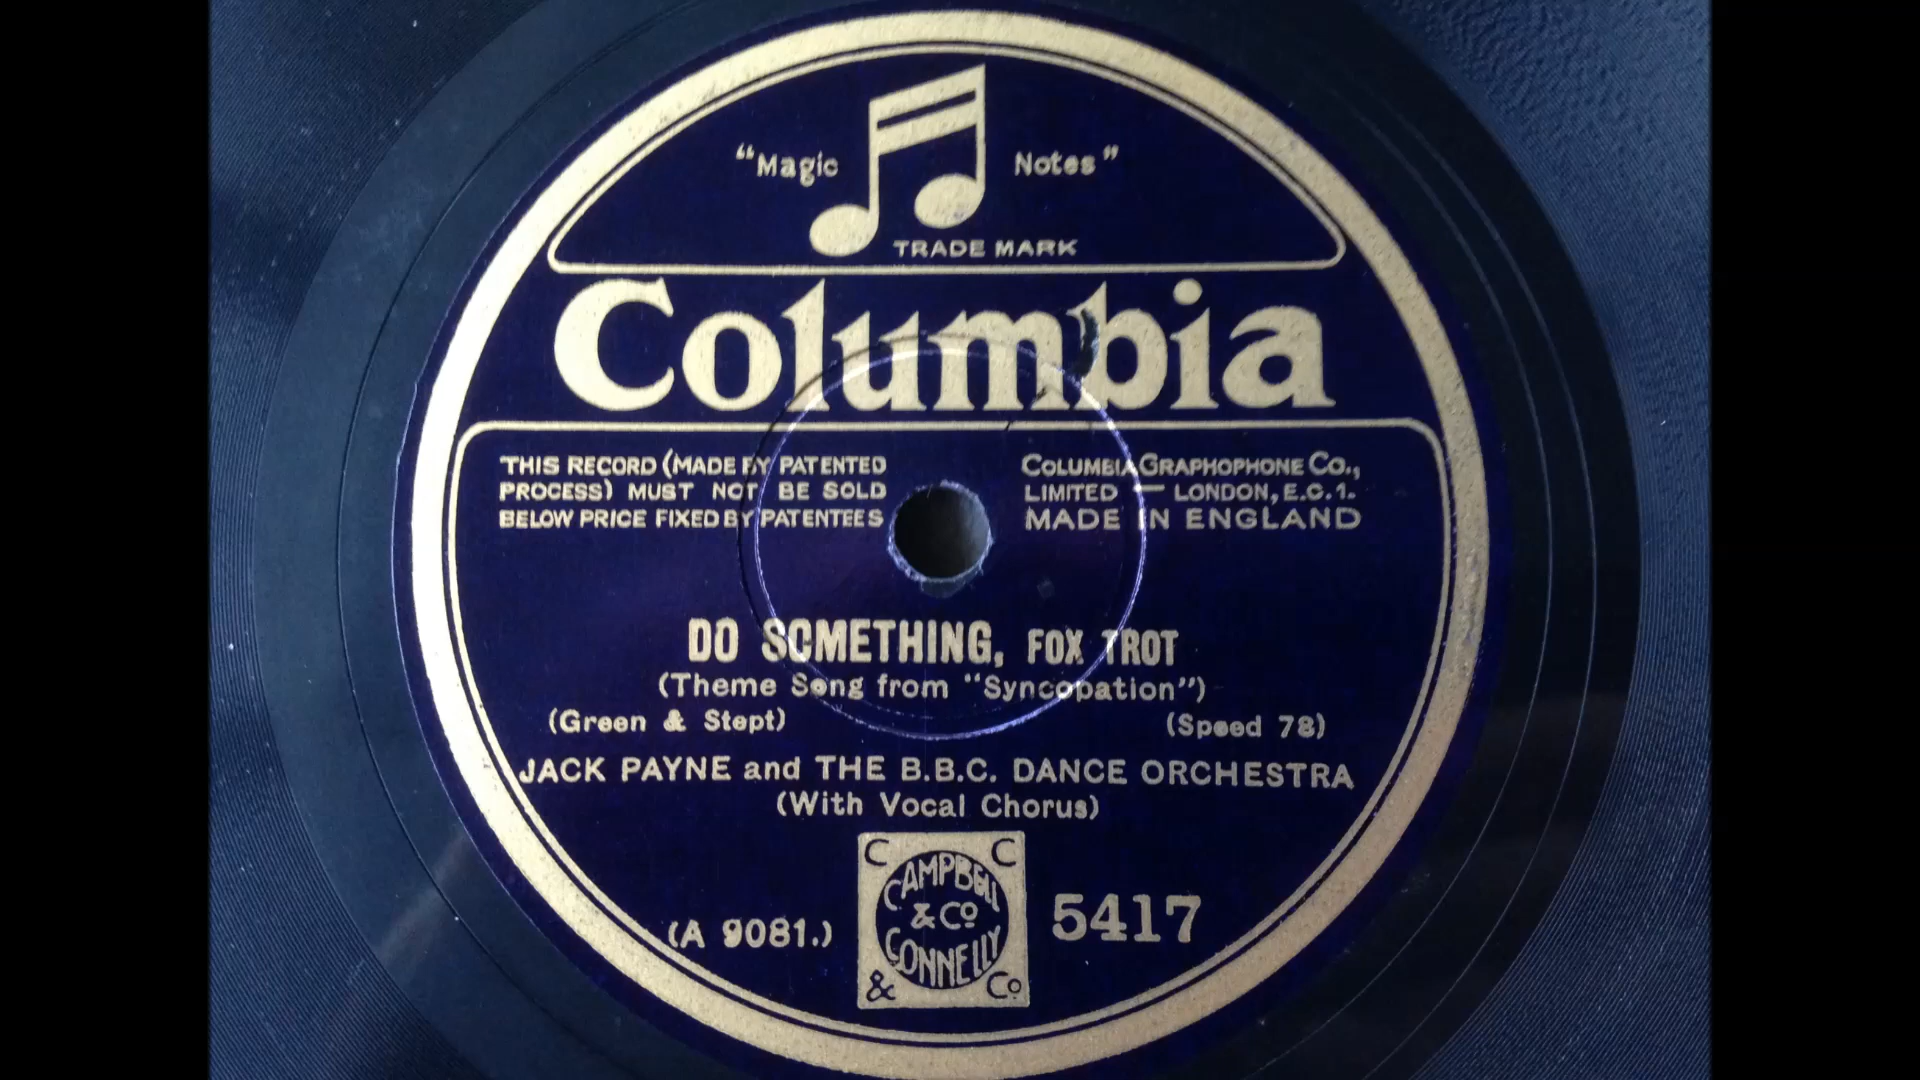 “Magic Notes”
TRADE MARK
Columbia
THIS RECORD (MADE BY PATENTED
PROCESS) MUST NOT BE SOLD
BELOW PRICE FIXED BY PATENTEES
COLUMBIA GRAPHOPHONE CO.,
LIMITED — LONDON, E.C.1.
MADE IN ENGLAND
DO SOMETHING, FOX TROT
(Theme Song from "Syncopation")
(Green & Stept) (Speed 78)
JACK PAYNE and THE B.B.C. DANCE ORCHESTRA
(With Vocal Chorus)
C C
CAMPBELL
& Co
CONNELLY
& Co
(A 9081.) 5417